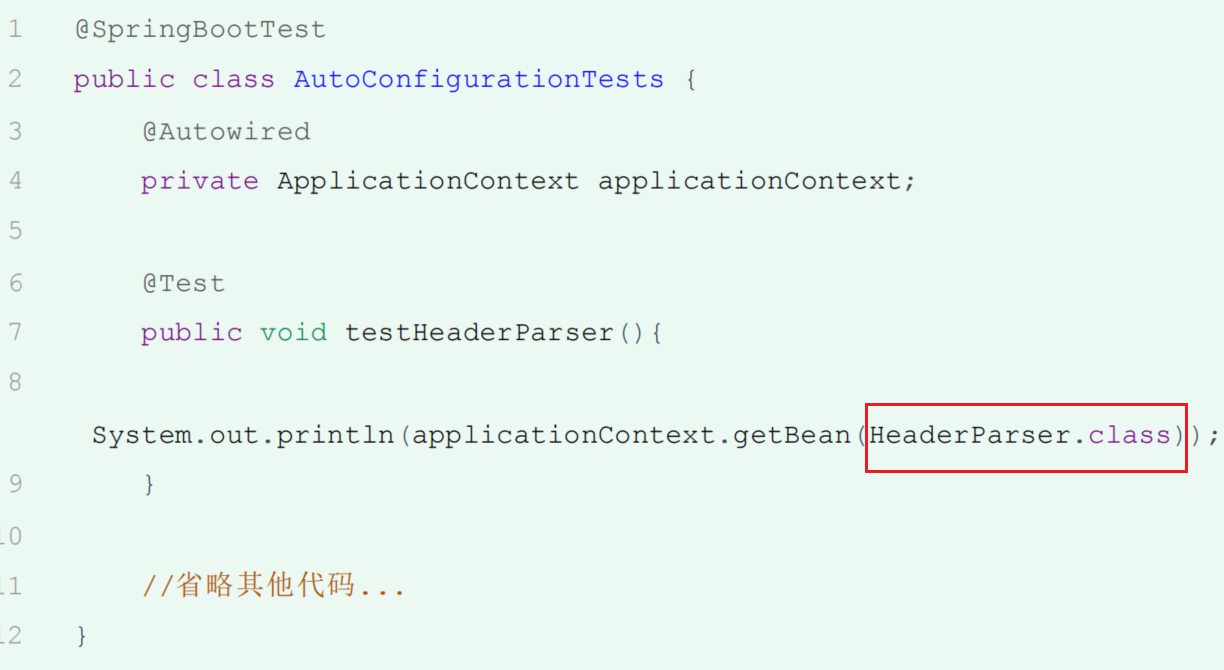 1 @SpringBootTest
2 public class AutoConfigurationTests {
3 @Autowired
4 private ApplicationContext applicationContext;
5
6 @Test
7 public void testHeaderParser(){
8
System.out.println(applicationContext.getBean(HeaderParser.class));
9 }
10
11 //省略其他代码...
12 }